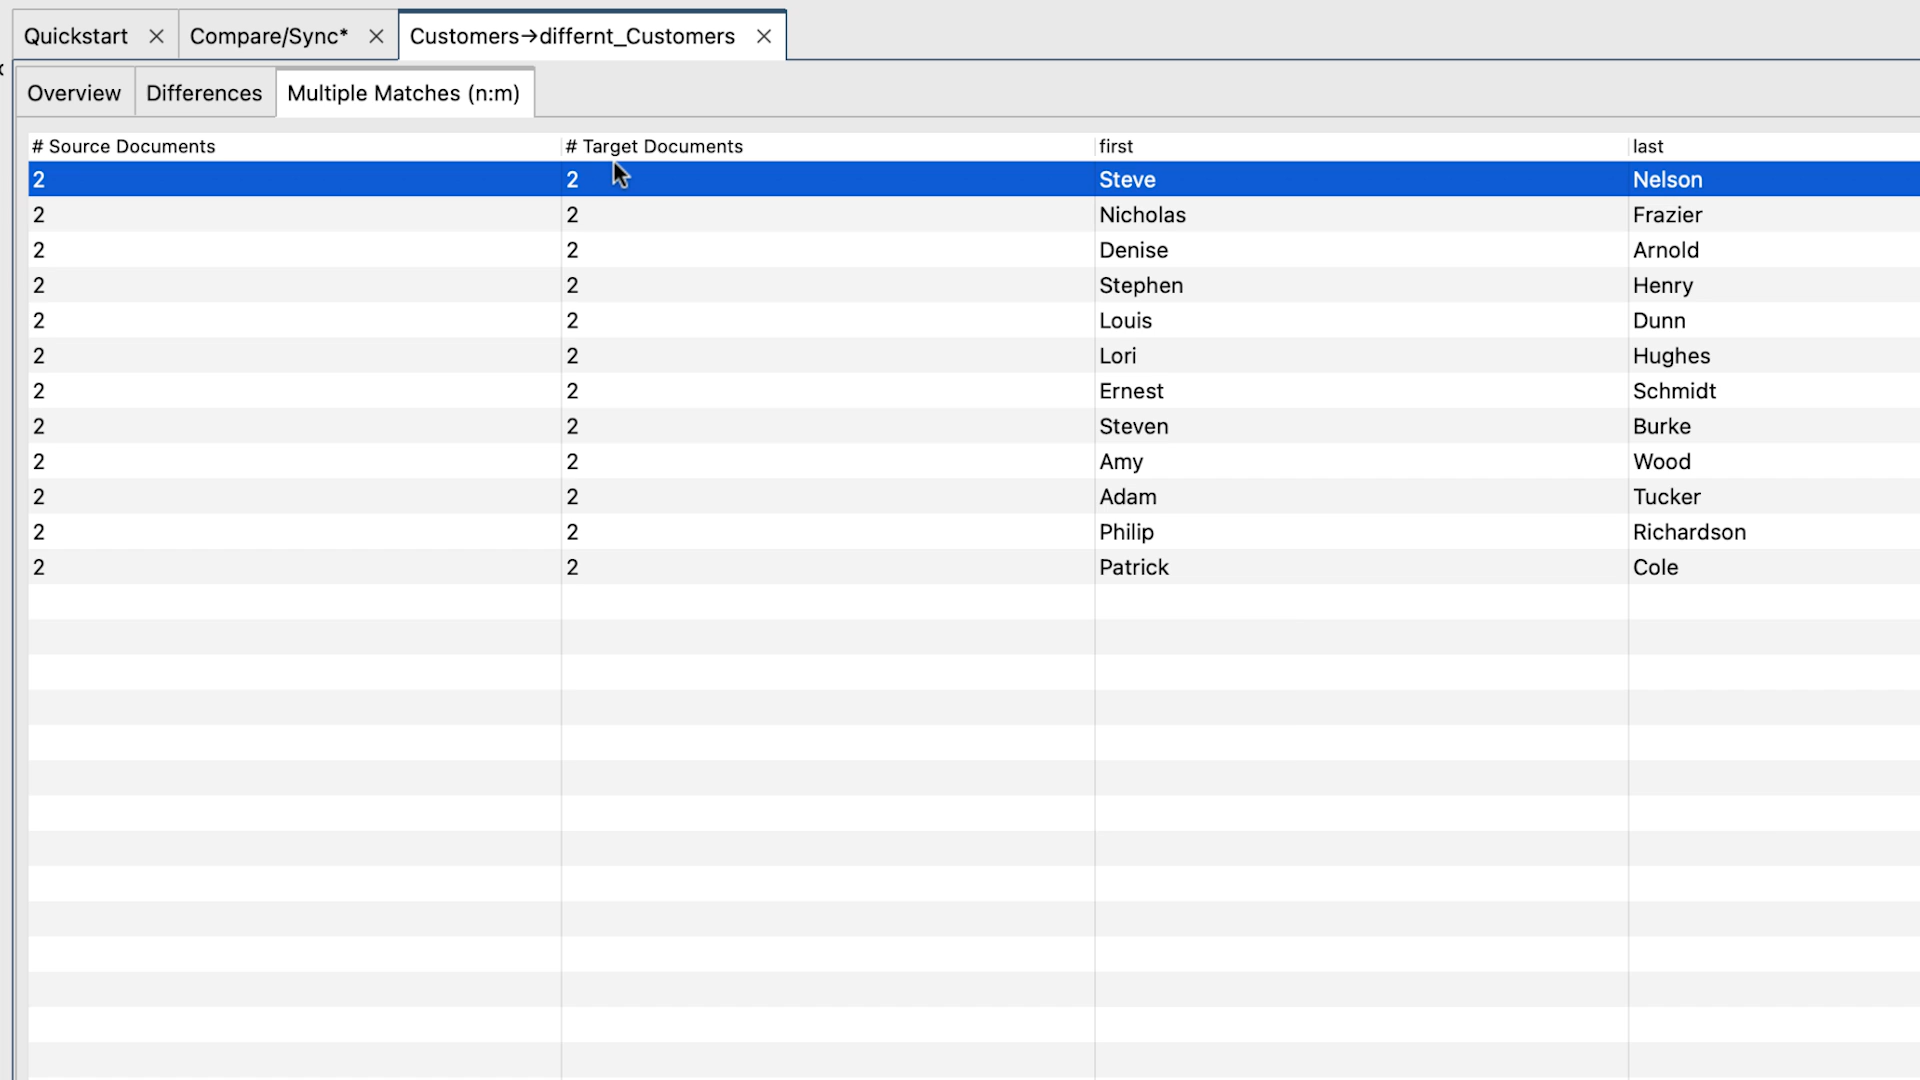 Quickstart Compare/Sync* Customers→differnt_Customers
Overview Differences Multiple Matches (n:m)
# Source Documents # Target Documents first last
2 2 Steve Nelson
2 2 Nicholas Frazier
2 2 Denise Arnold
2 2 Stephen Henry
2 2 Louis Dunn
2 2 Lori Hughes
2 2 Ernest Schmidt
2 2 Steven Burke
2 2 Amy Wood
2 2 Adam Tucker
2 2 Philip Richardson
2 2 Patrick Cole